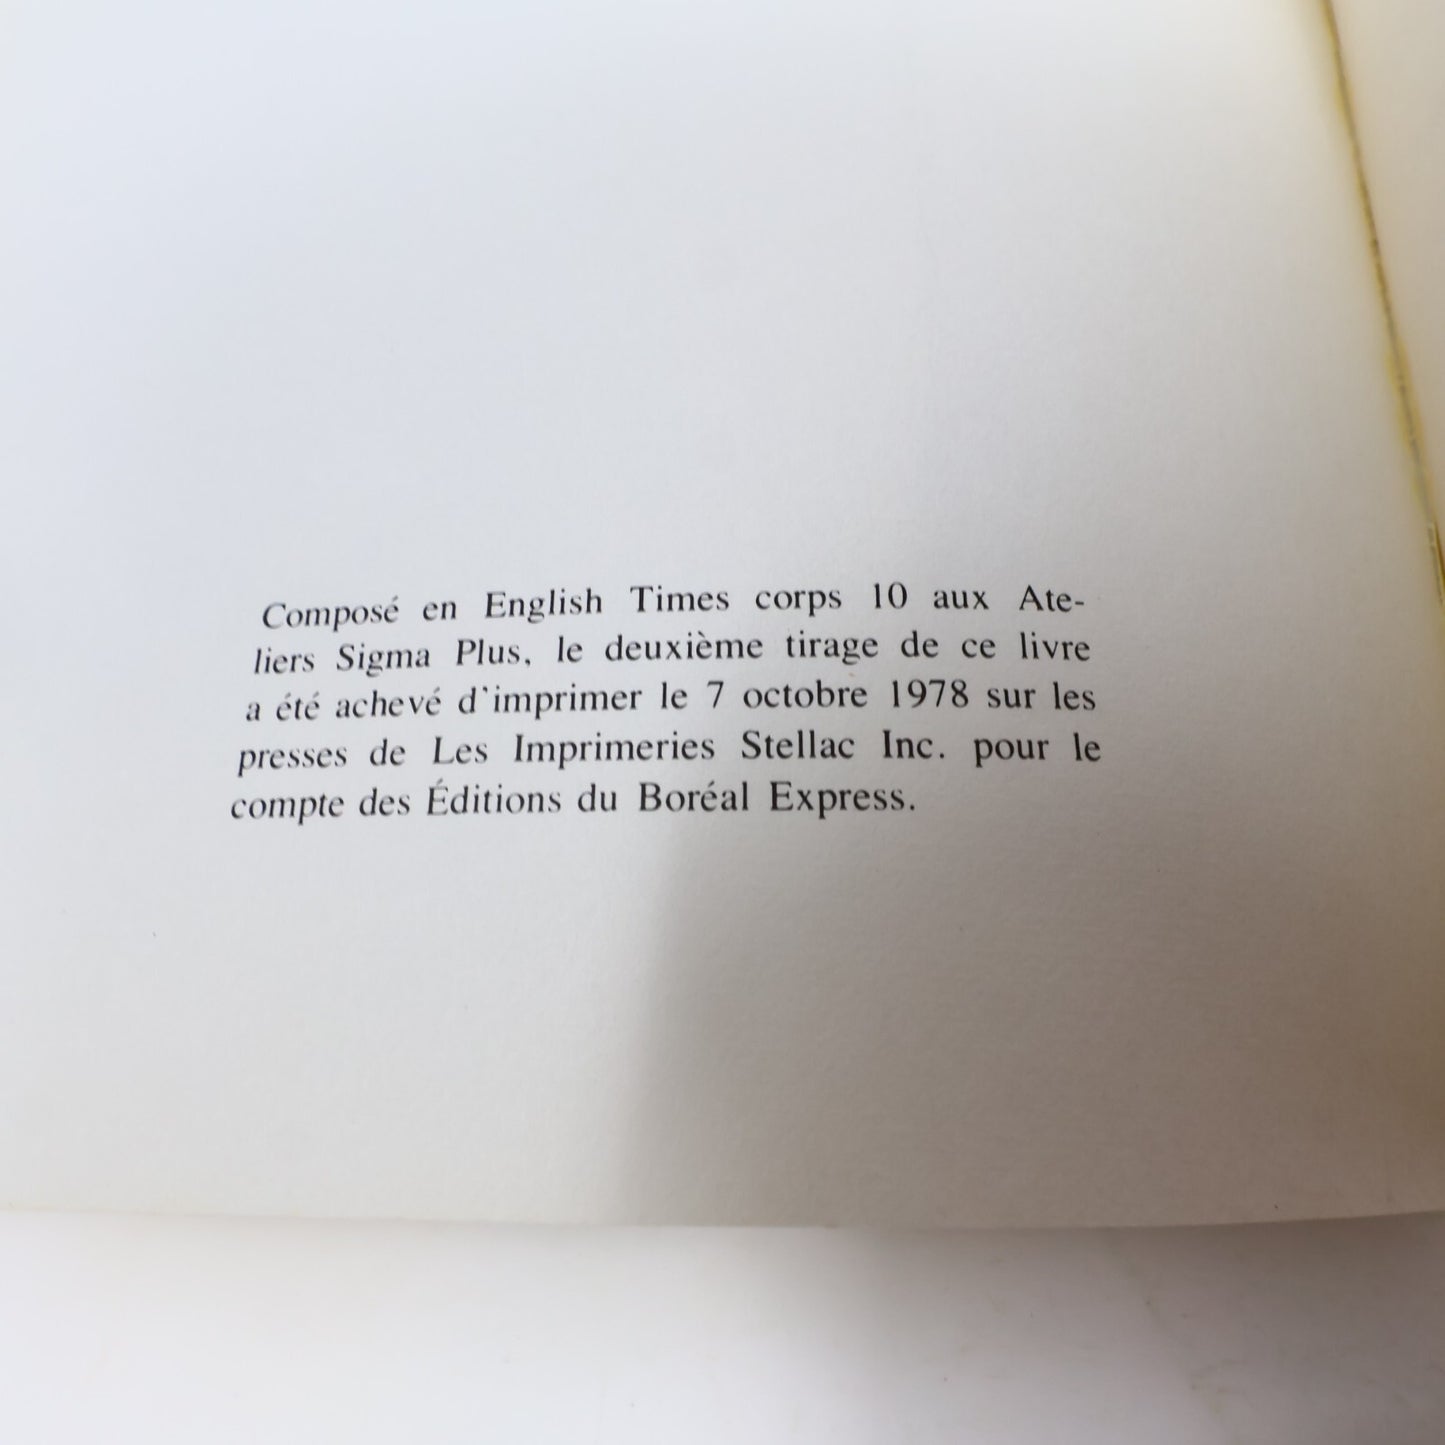 Composé en English Times corps 10 aux Ate-
liers Sigma Plus, le deuxième tirage de ce livre
a été achevé d'imprimer le 7 octobre 1978 sur les
presses de Les Imprimeries Stellac Inc. pour le
compte des Éditions du Boréal Express.